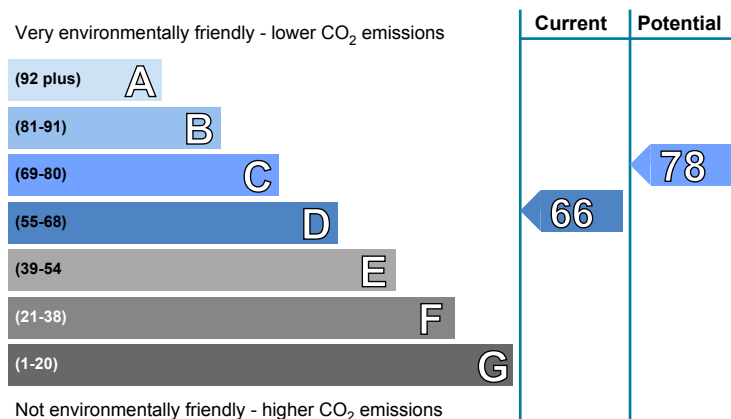 Very environmentally friendly - lower CO2 emissions
Current
Potential
(92 plus) A
(81-91) B
(69-80) C
78
(55-68) D
66
(39-54 E
(21-38) F
(1-20) G
Not environmentally friendly - higher CO2 emissions